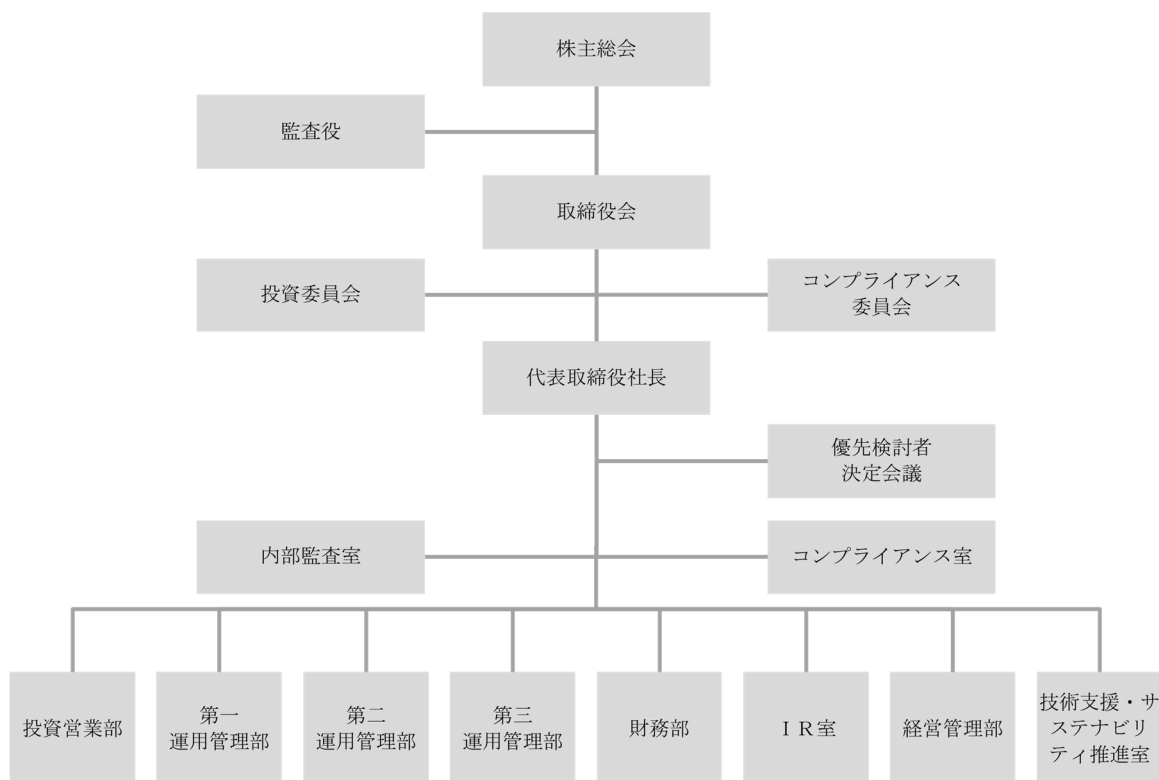 株主総会
監査役
取締役会
投資委員会
コンプライアンス
委員会
代表取締役社長
優先検討者
決定会議
内部監査室
コンプライアンス室
投資営業部
第一
運用管理部
第二
運用管理部
第三
運用管理部
財務部
ＩＲ室
経営管理部
技術支援・サ
ステナビリ
ティ推進室